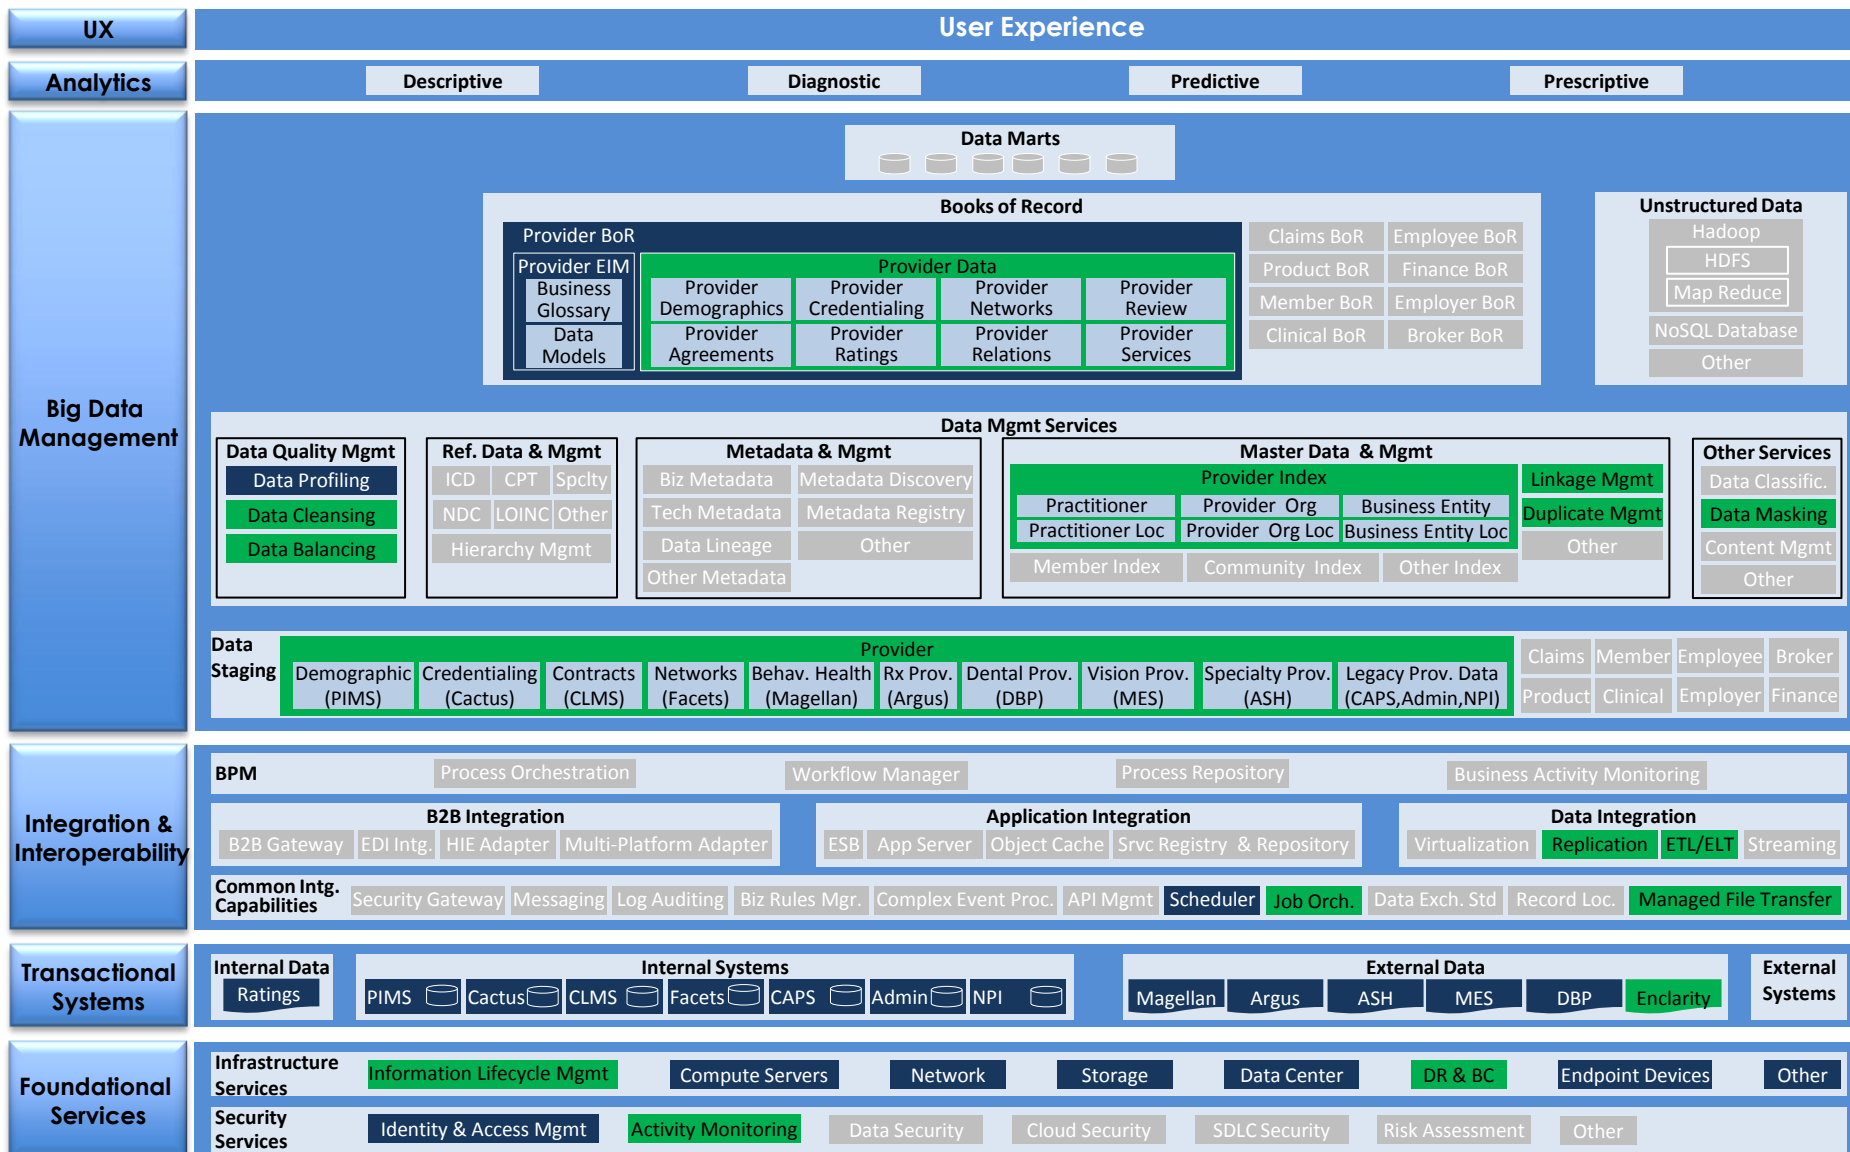 UX
User Experience
Analytics
Descriptive
Diagnostic
Predictive
Prescriptive
Big Data
Management
Data Marts
Books of Record
Provider BoR
Provider EIM
Business
Glossary
Data
Models
Provider Data
Provider
Demographics
Provider
Credentialing
Provider
Networks
Provider
Review
Provider
Agreements
Provider
Ratings
Provider
Relations
Provider
Services
Claims BoR
Employee BoR
Product BoR
Finance BoR
Member BoR
Employer BoR
Clinical BoR
Broker BoR
Unstructured Data
Hadoop
HDFS
Map Reduce
NoSQL Database
Other
Data Mgmt Services
Data Quality Mgmt
Data Profiling
Data Cleansing
Data Balancing
Ref. Data & Mgmt
ICD
CPT
Spclty
NDC
LOINC
Other
Hierarchy Mgmt
Metadata & Mgmt
Biz Metadata
Metadata Discovery
Tech Metadata
Metadata Registry
Data Lineage
Other
Other Metadata
Master Data & Mgmt
Provider Index
Practitioner
Provider Org
Business Entity
Practitioner Loc
Provider Org Loc
Business Entity Loc
Member Index
Community Index
Other Index
Linkage Mgmt
Duplicate Mgmt
Other
Other Services
Data Classific.
Data Masking
Content Mgmt
Other
Data
Staging
Provider
Demographic
(PIMS)
Credentialing
(Cactus)
Contracts
(CLMS)
Networks
(Facets)
Behav. Health
(Magellan)
Rx Prov.
(Argus)
Dental Prov.
(DBP)
Vision Prov.
(MES)
Specialty Prov.
(ASH)
Legacy Prov. Data
(CAPS,Admin,NPI)
Claims
Member
Employee
Broker
Product
Clinical
Employer
Finance
Integration &
Interoperability
BPM
Process Orchestration
Workflow Manager
Process Repository
Business Activity Monitoring
B2B Integration
B2B Gateway
EDI Intg.
HIE Adapter
Multi-Platform Adapter
Application Integration
ESB
App Server
Object Cache
Srvc Registry & Repository
Data Integration
Virtualization
Replication
ETL/ELT
Streaming
Common Intg.
Capabilities
Security Gateway
Messaging
Log Auditing
Biz Rules Mgr.
Complex Event Proc.
API Mgmt
Scheduler
Job Orch.
Data Exch. Std
Record Loc.
Managed File Transfer
Transactional
Systems
Internal Data
Ratings
Internal Systems
PIMS
Cactus
CLMS
Facets
CAPS
Admin
NPI
External Data
Magellan
Argus
ASH
MES
DBP
Enclarity
External
Systems
Foundational
Services
Infrastructure
Services
Information Lifecycle Mgmt
Compute Servers
Network
Storage
Data Center
DR & BC
Endpoint Devices
Other
Security
Services
Identity & Access Mgmt
Activity Monitoring
Data Security
Cloud Security
SDLC Security
Risk Assessment
Other